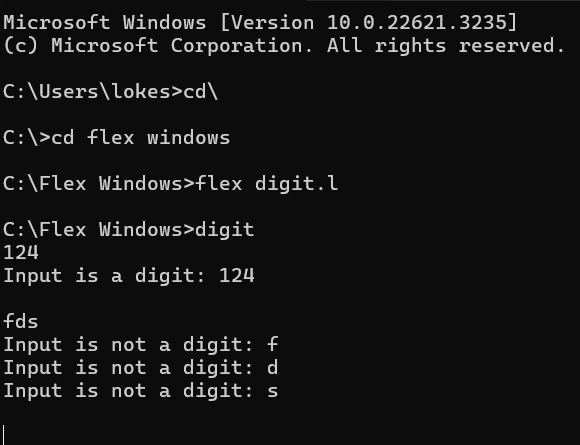 Microsoft Windows [Version 10.0.22621.3235]
(c) Microsoft Corporation. All rights reserved.
C:\Users\lokes>cd\
C:\>cd flex windows
C:\Flex Windows>flex digit.l
C:\Flex Windows>digit
124
Input is a digit: 124
fds
Input is not a digit: f
Input is not a digit: d
Input is not a digit: s